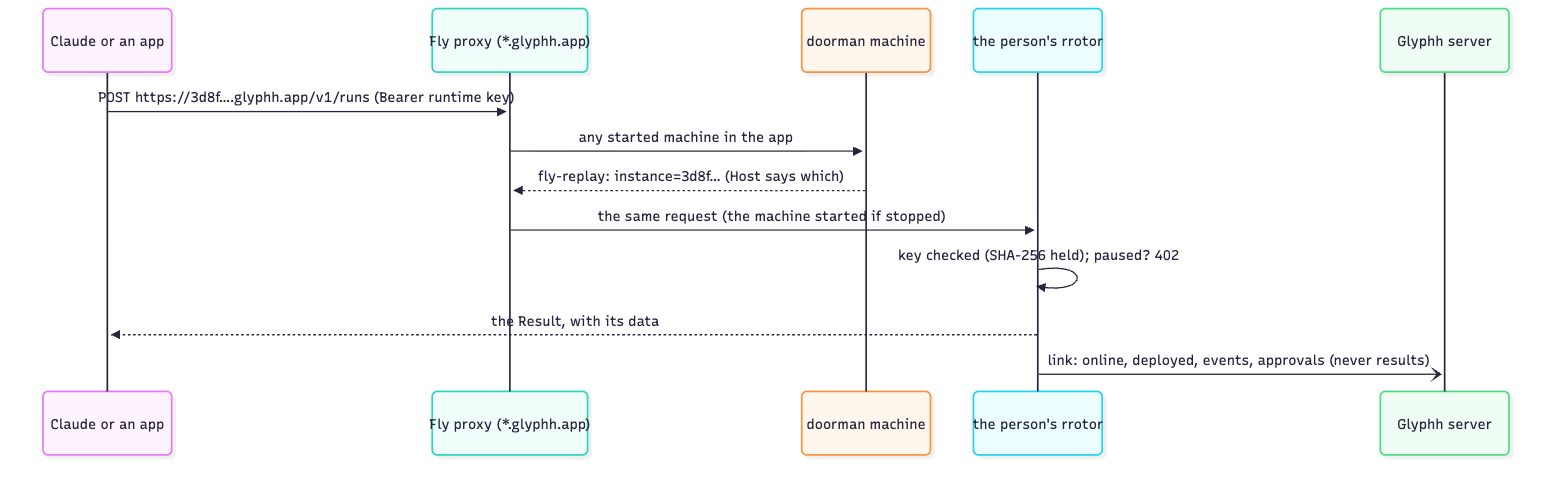 Claude or an app
Fly proxy (*.glyphh.app)
doorman machine
the person's rrotor
Glyphh server
POST https://3d8f....glyphh.app/v1/runs (Bearer runtime key)
any started machine in the app
fly-replay: instance=3d8f... (Host says which)
the same request (the machine started if stopped)
key checked (SHA-256 held); paused? 402
the Result, with its data
link: online, deployed, events, approvals (never results)
Claude or an app
Fly proxy (*.glyphh.app)
doorman machine
the person's rrotor
Glyphh server